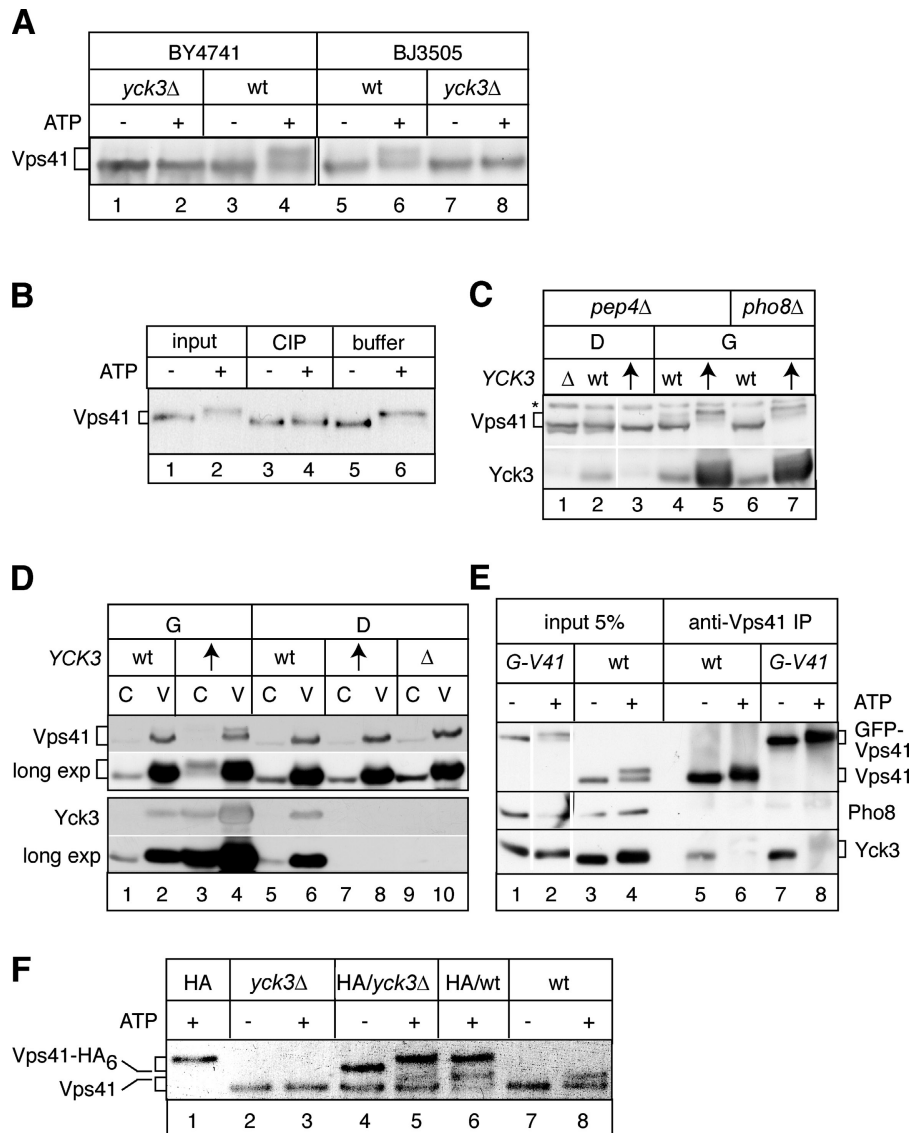 A
BY4741 BJ3505
yck3Δ wt wt yck3Δ
ATP - + - + - + - +
Vps41
1 2 3 4 5 6 7 8
B
input CIP buffer
ATP - + - + - +
Vps41
1 2 3 4 5 6
C
pep4Δ pho8Δ
D G
YCK3 Δ wt ↑ wt ↑ wt ↑
*
Vps41
Yck3
1 2 3 4 5 6 7
D
G D
YCK3 wt ↑ wt ↑ Δ
C V C V C V C V C V
Vps41
long exp
Yck3
long exp
1 2 3 4 5 6 7 8 9 10
E
input 5% anti-Vps41 IP
G-V41 wt wt G-V41
- + - + - + - + ATP
GFP-
Vps41
Vps41
Pho8
Yck3
1 2 3 4 5 6 7 8
F
HA yck3Δ HA/yck3Δ HA/wt wt
ATP + - + - + + - +
Vps41-HA6
Vps41
1 2 3 4 5 6 7 8